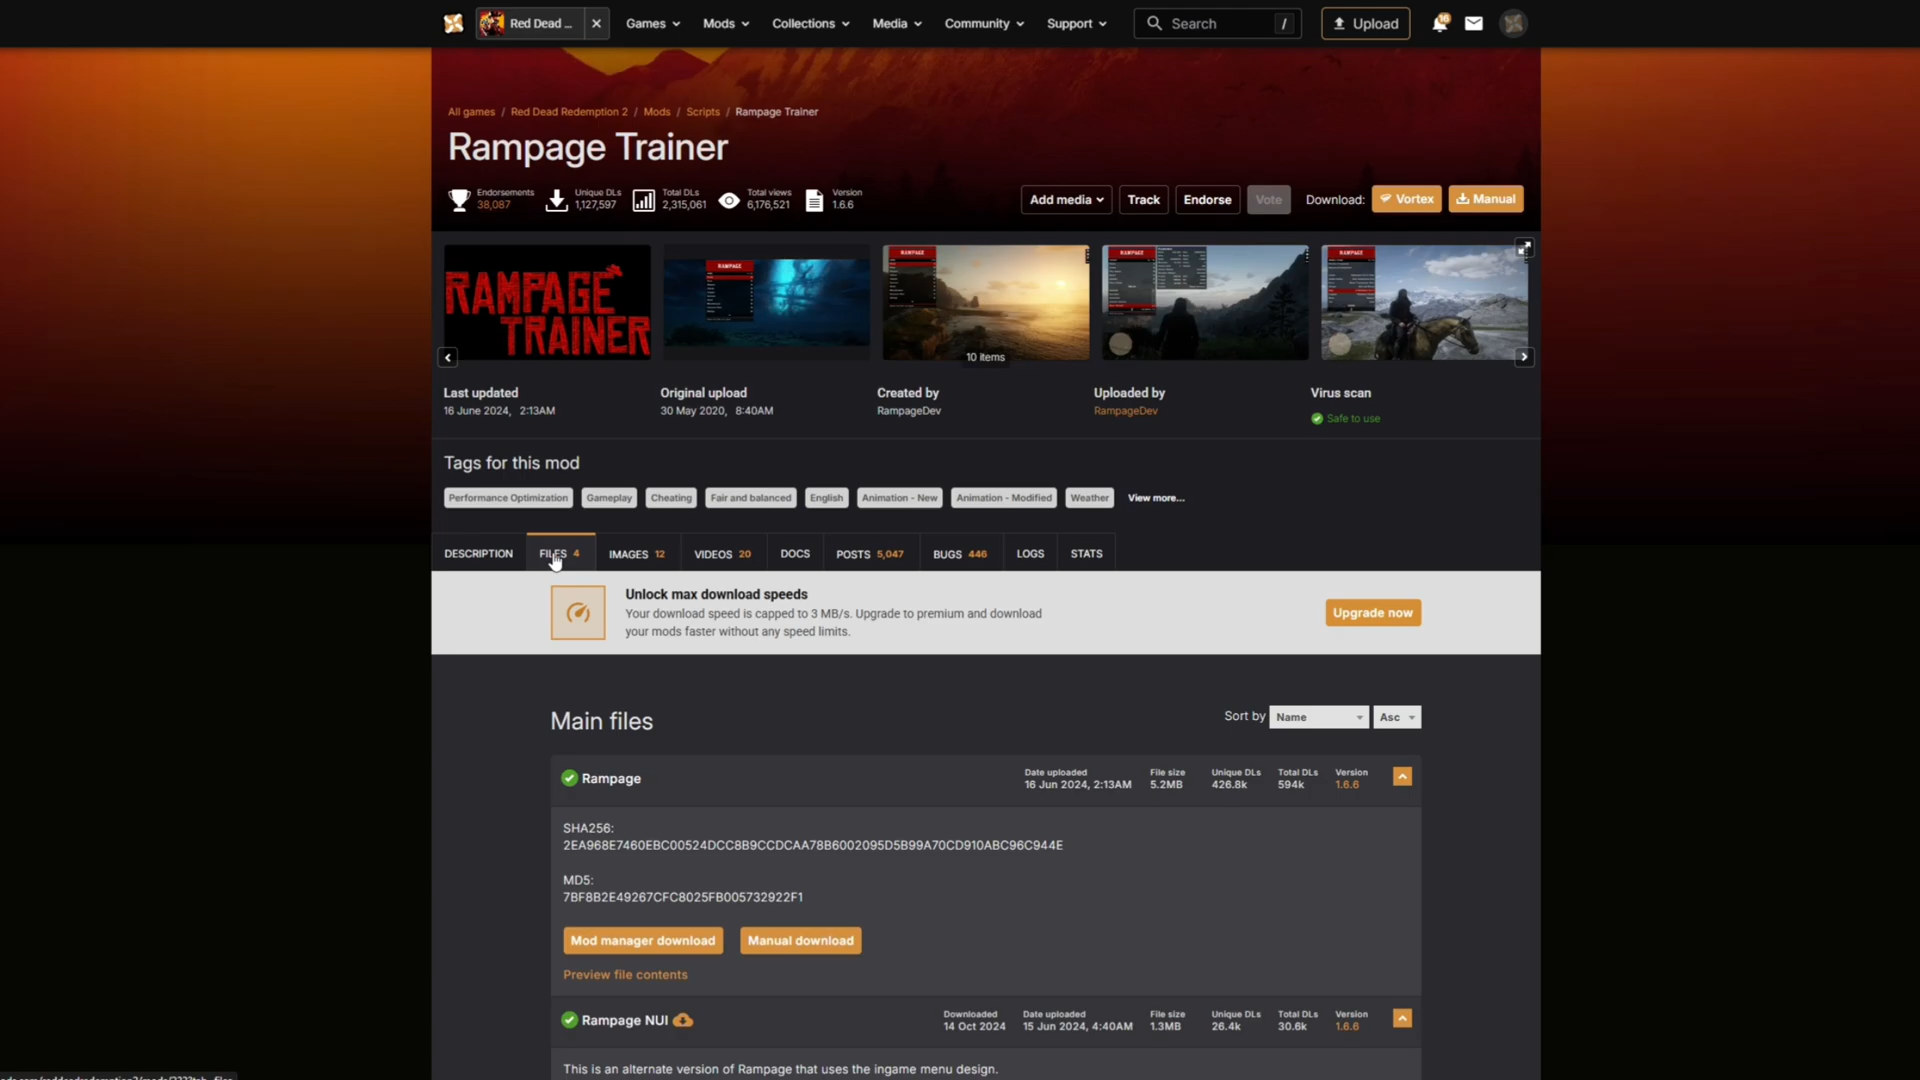 Red Dead ...
Games
Mods
Collections
Media
Community
Support
Search
/
Upload
16
All games / Red Dead Redemption 2 / Mods / Scripts / Rampage Trainer
Rampage Trainer
Endorsements
38,087
Unique DLs
1,127,597
Total DLs
2,315,061
Total views
6,176,521
Version
1.6.6
Add media
Track
Endorse
Vote
Download:
Vortex
Manual
RAMPAGE
TRAINER
RAMPAGE
RAMPAGE
RAMPAGE
RAMPAGE
10 items
Last updated
16 June 2024, 2:13AM
Original upload
30 May 2020, 8:40AM
Created by
RampageDev
Uploaded by
RampageDev
Virus scan
Safe to use
Tags for this mod
Performance Optimization
Gameplay
Cheating
Fair and balanced
English
Animation - New
Animation - Modified
Weather
View more...
DESCRIPTION
FILES 4
IMAGES 12
VIDEOS 20
DOCS
POSTS 5,047
BUGS 446
LOGS
STATS
Unlock max download speeds
Your download speed is capped to 3 MB/s. Upgrade to premium and download
your mods faster without any speed limits.
Upgrade now
Main files
Sort by
Name
Asc
Rampage
Date uploaded
16 Jun 2024, 2:13AM
File size
5.2MB
Unique DLs
426.8k
Total DLs
594k
Version
1.6.6
SHA256:
2EA968E7460EBC00524DCC8B9CCDCAA78B6002095D5B99A70CD910ABC96C944E
MD5:
7BF8B2E49267CFC8025FB005732922F1
Mod manager download
Manual download
Preview file contents
Rampage NUI
Downloaded
14 Oct 2024
Date uploaded
15 Jun 2024, 4:40AM
File size
1.3MB
Unique DLs
26.4k
Total DLs
30.6k
Version
1.6.6
This is an alternate version of Rampage that uses the ingame menu design.